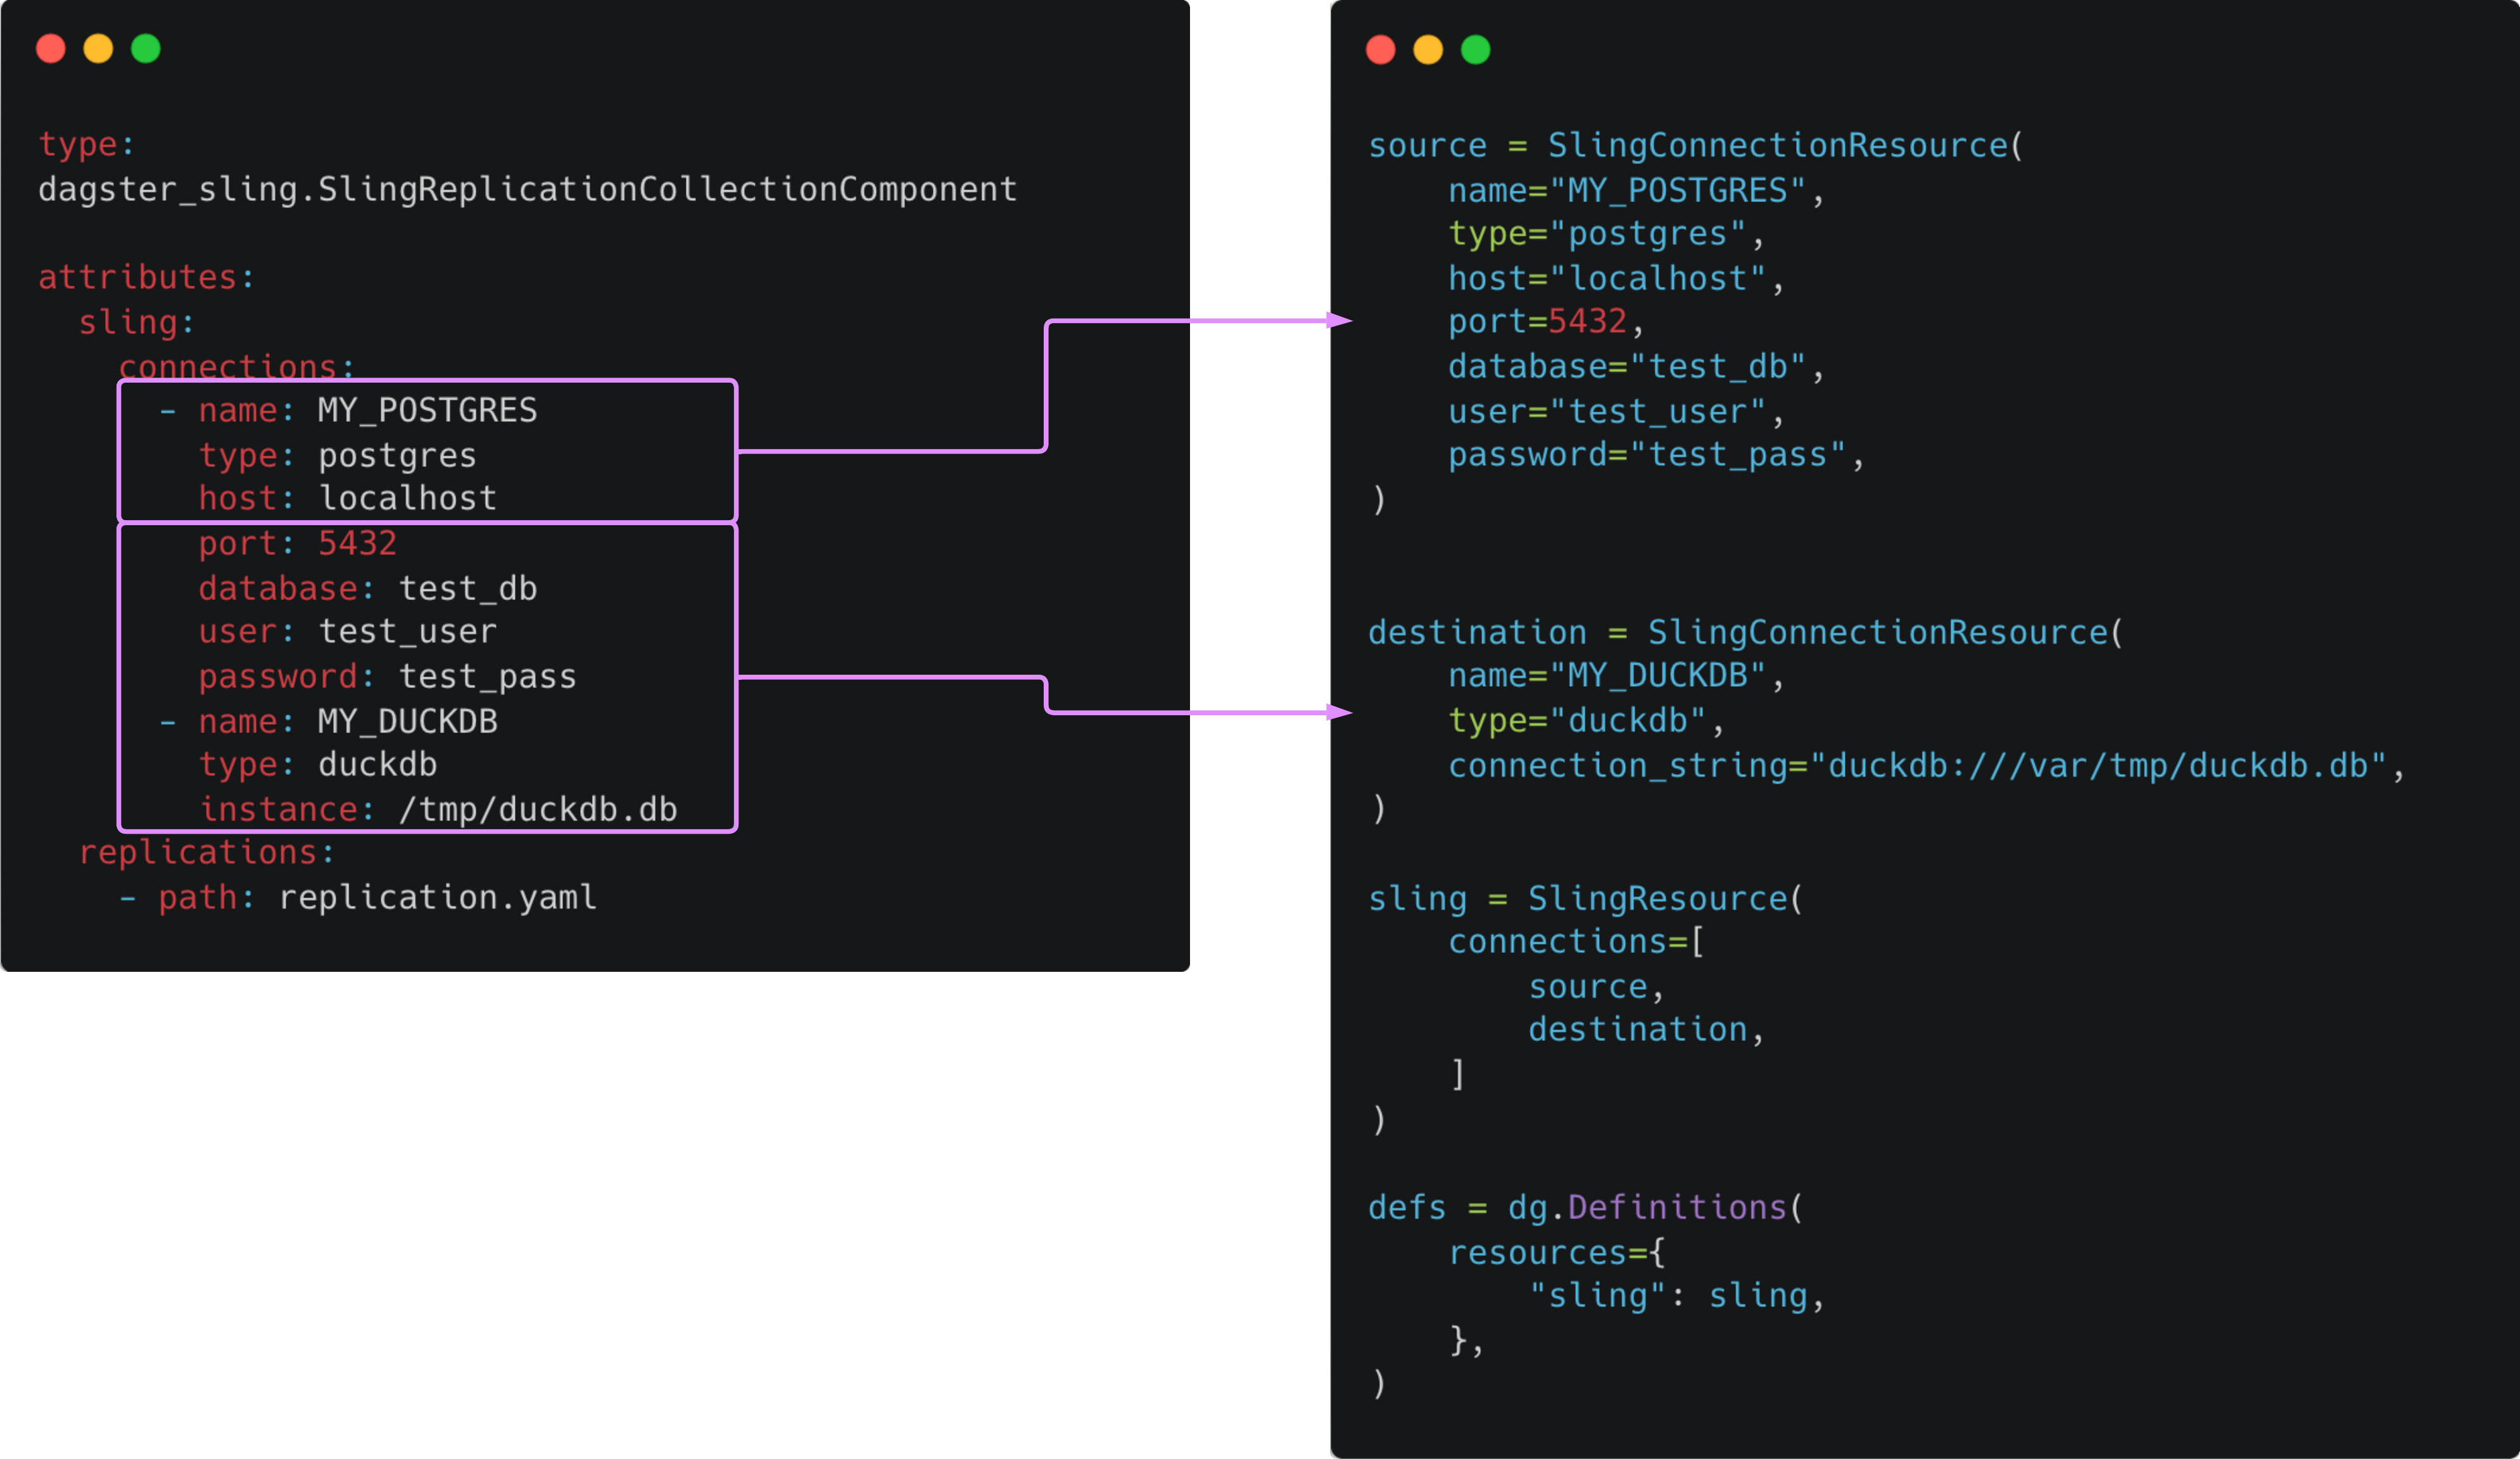 type:
dagster_sling.SlingReplicationCollectionComponent
attributes:
  sling:
    connections:
      - name: MY_POSTGRES
        type: postgres
        host: localhost
        port: 5432
        database: test_db
        user: test_user
        password: test_pass
      - name: MY_DUCKDB
        type: duckdb
        instance: /tmp/duckdb.db
  replications:
    - path: replication.yaml
source = SlingConnectionResource(
    name="MY_POSTGRES",
    type="postgres",
    host="localhost",
    port=5432,
    database="test_db",
    user="test_user",
    password="test_pass",
)
destination = SlingConnectionResource(
    name="MY_DUCKDB",
    type="duckdb",
    connection_string="duckdb:///var/tmp/duckdb.db",
)
sling = SlingResource(
    connections=[
        source,
        destination,
    ]
)
defs = dg.Definitions(
    resources={
        "sling": sling,
    },
)